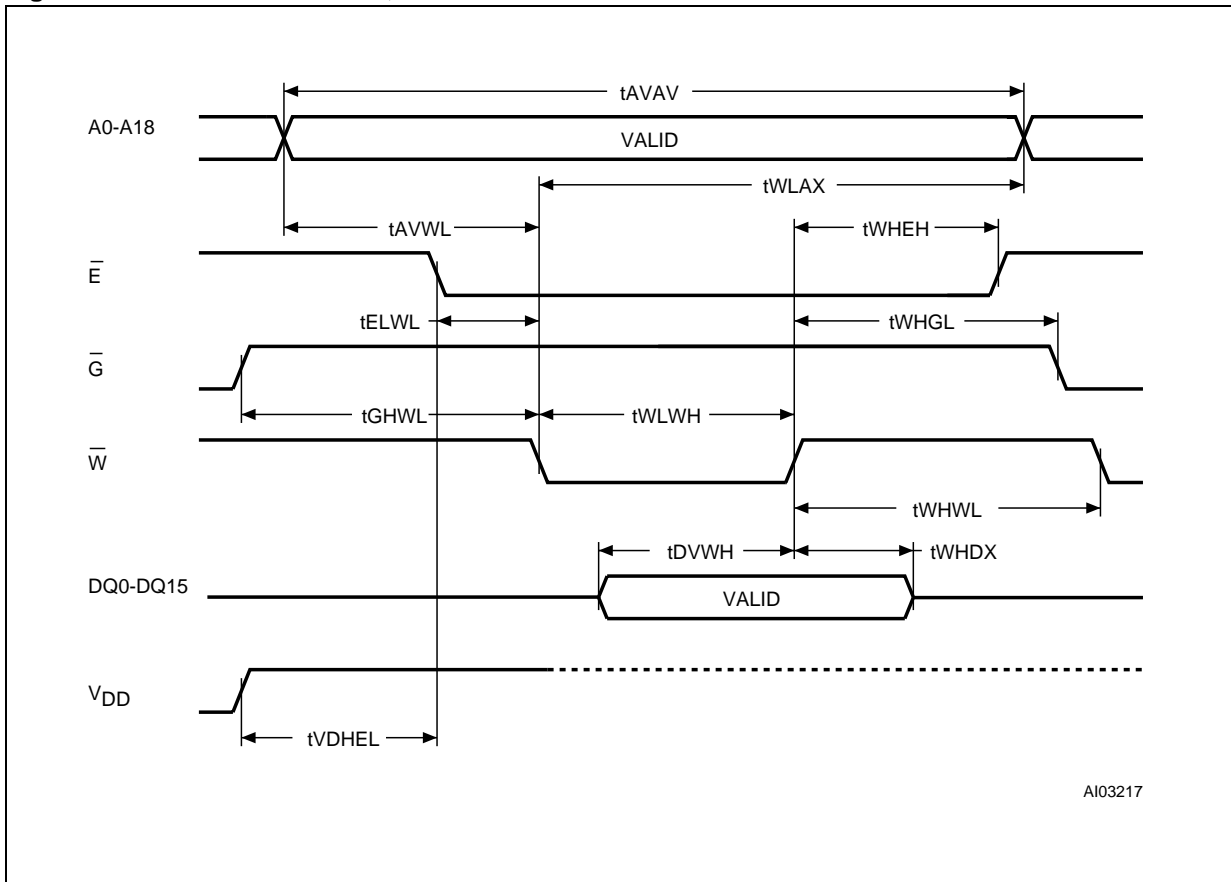 tAVAV
A0-A18
VALID
tWLAX
tAVWL
tWHEH
E̅
tELWL
tWHGL
G̅
tGHWL
tWLWH
W̅
tWHWL
tDVWH
tWHDX
DQ0-DQ15
VALID
VDD
tVDHEL
AI03217